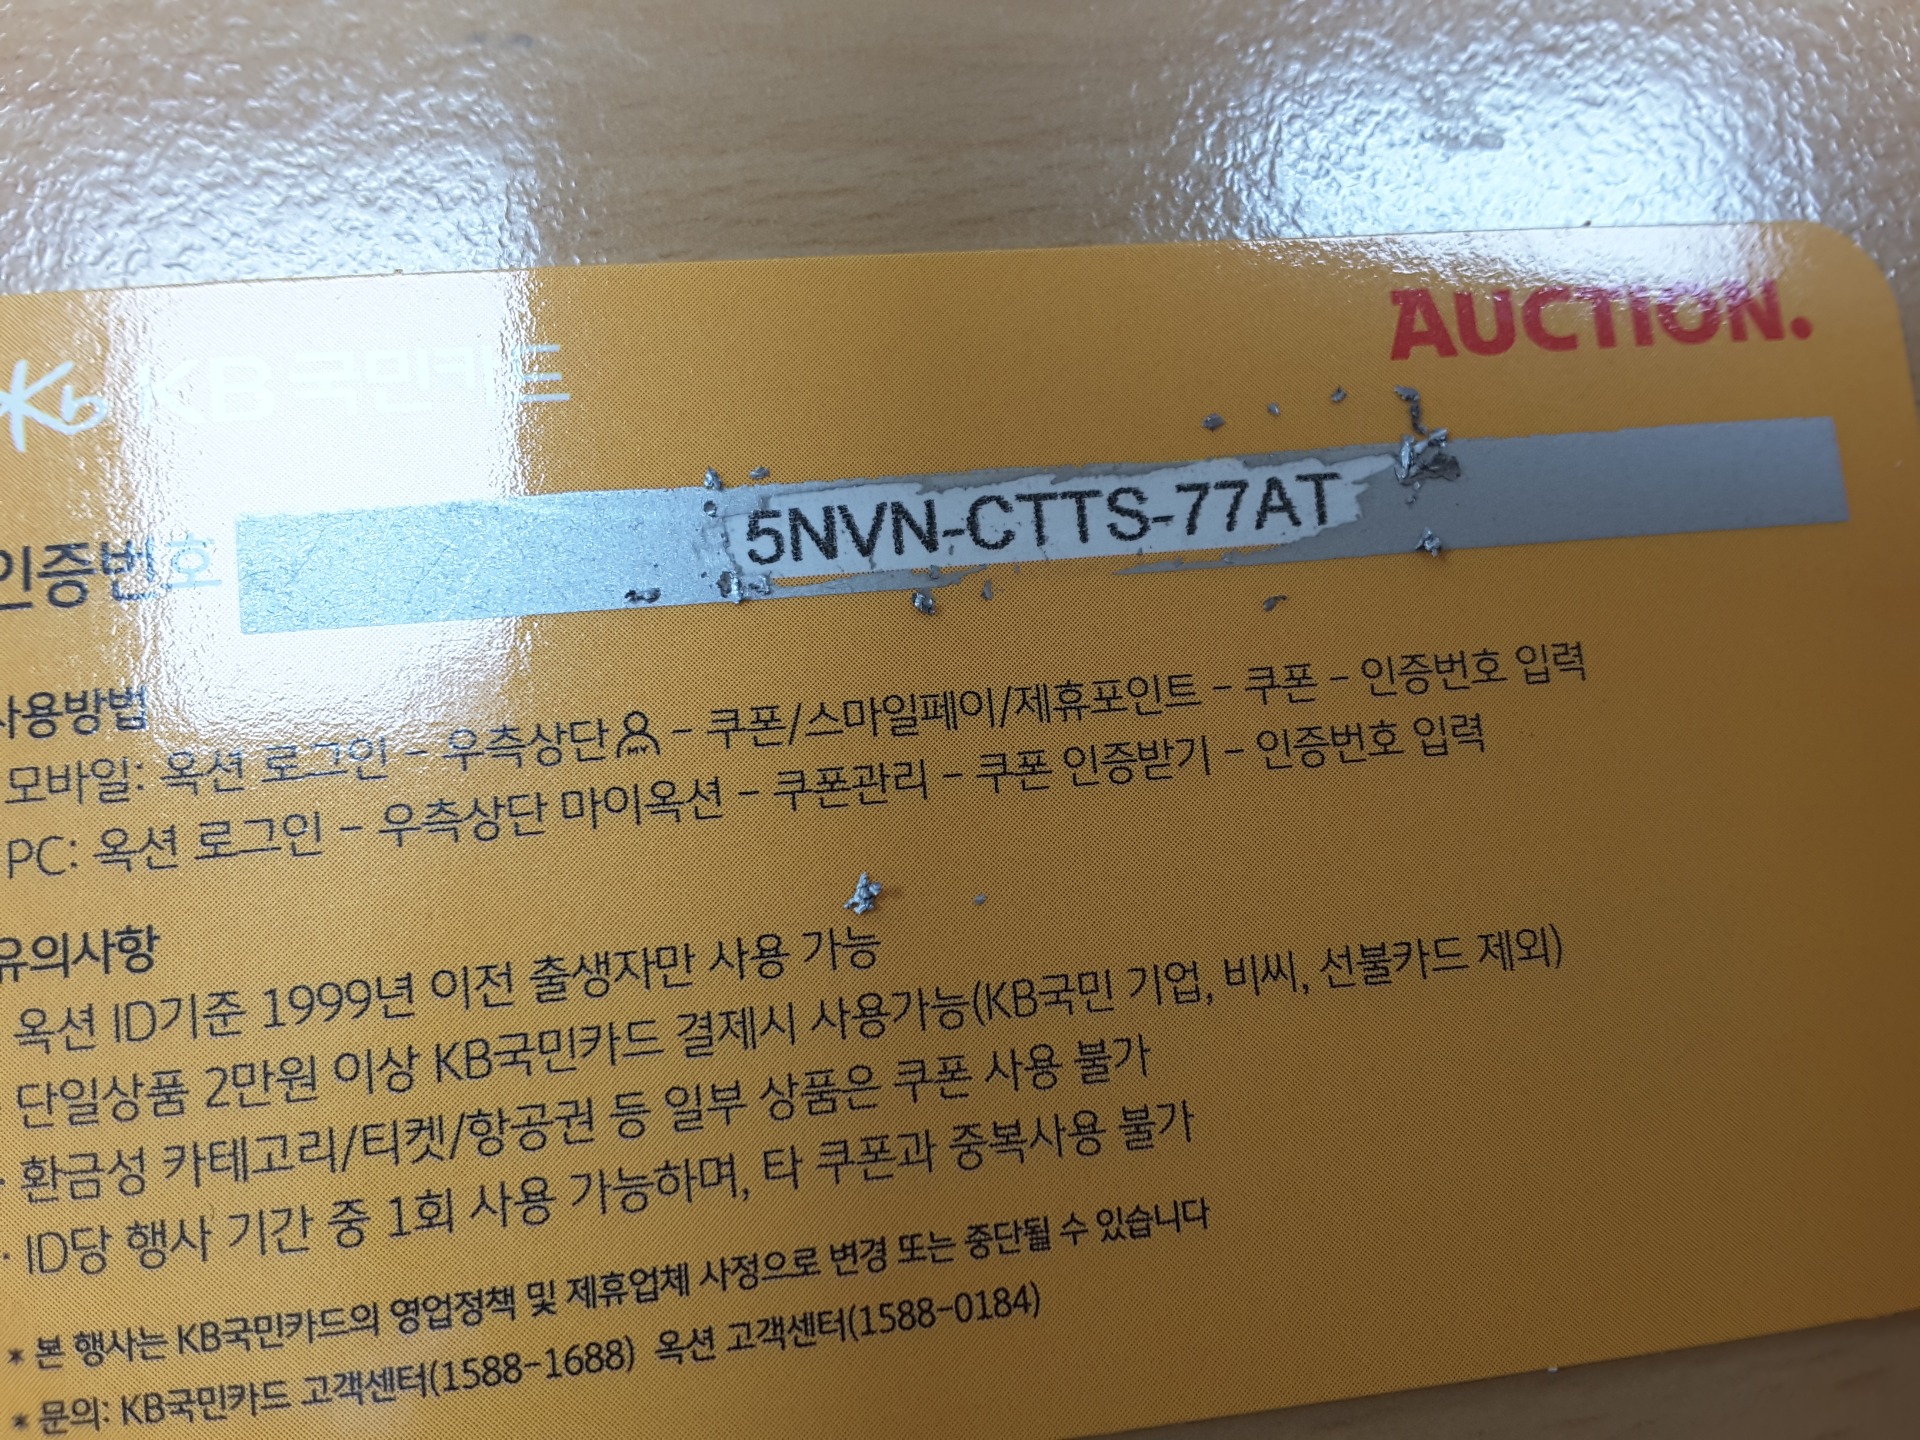 Kb KB국민카드
AUCTION.
인증번호
5NVN-CTTS-77AT
사용방법
모바일: 옥션 로그인 - 우측상단 MY - 쿠폰/스마일페이/제휴포인트 - 쿠폰 - 인증번호 입력
PC: 옥션 로그인 - 우측상단 마이옥션 - 쿠폰관리 - 쿠폰 인증받기 - 인증번호 입력
유의사항
옥션 ID기준 1999년 이전 출생자만 사용 가능
· 단일상품 2만원 이상 KB국민카드 결제시 사용가능(KB국민 기업, 비씨, 선불카드 제외)
· 환금성 카테고리/티켓/항공권 등 일부 상품은 쿠폰 사용 불가
· ID당 행사 기간 중 1회 사용 가능하며, 타 쿠폰과 중복사용 불가
* 본 행사는 KB국민카드의 영업정책 및 제휴업체 사정으로 변경 또는 중단될 수 있습니다
* 문의: KB국민카드 고객센터(1588-1688) 옥션 고객센터(1588-0184)